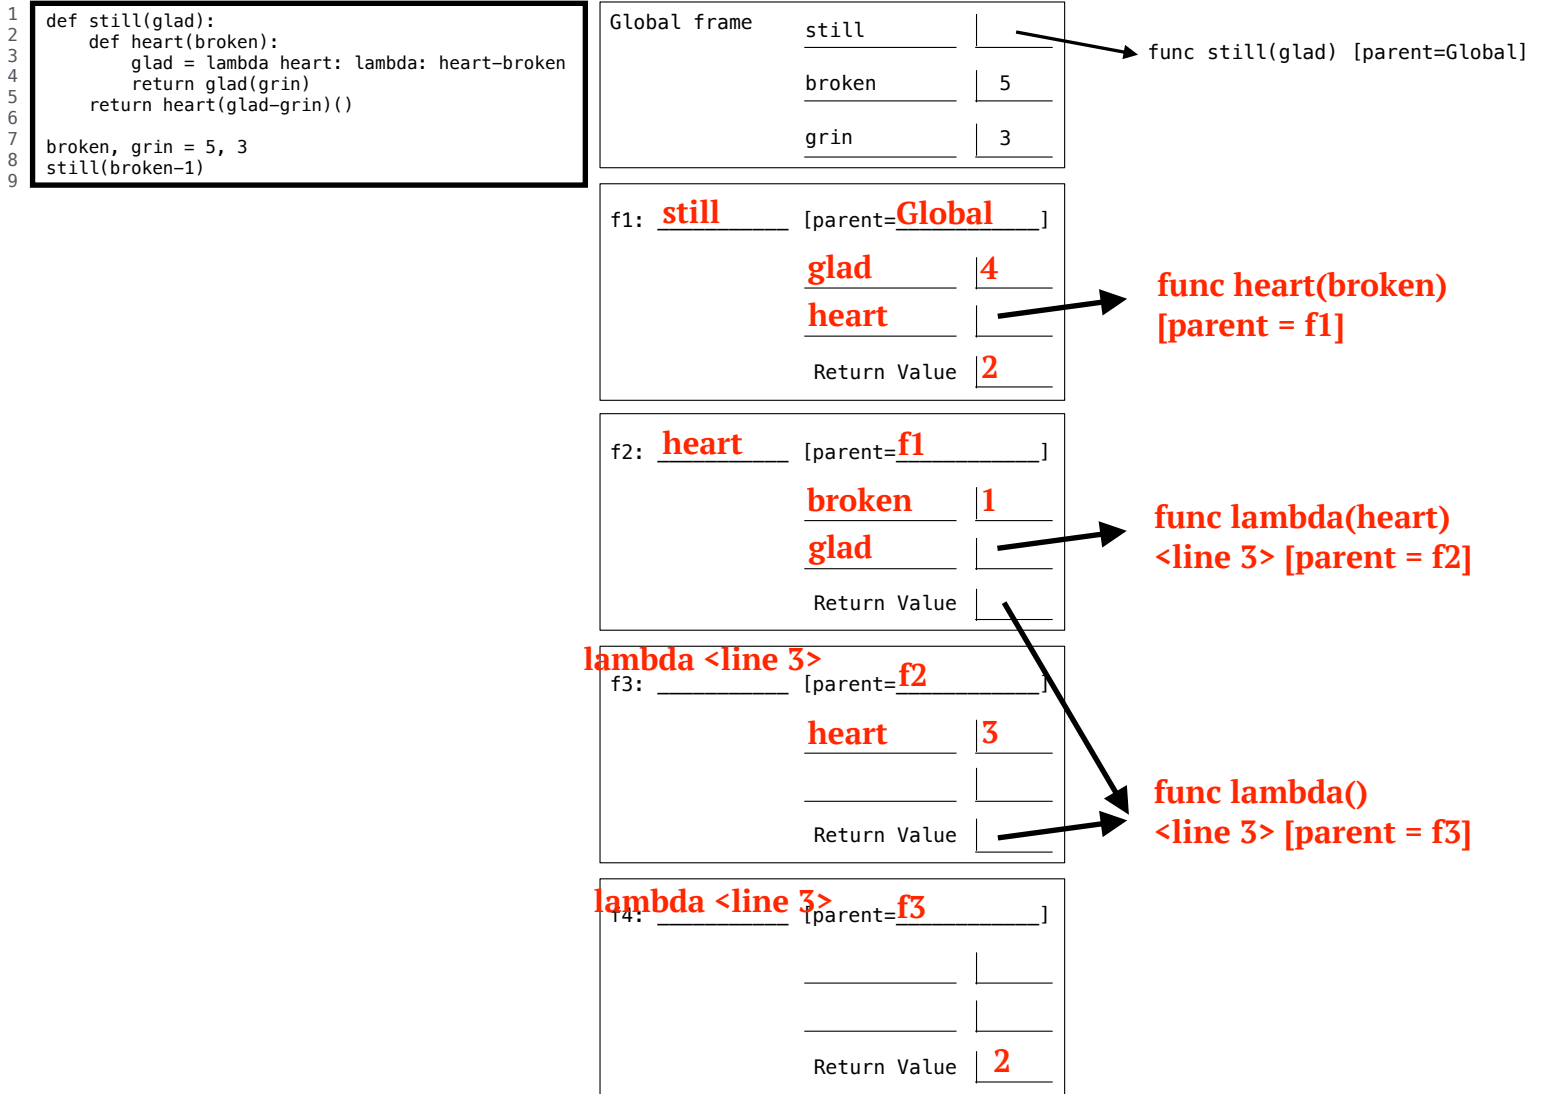 1
2
3
4
5
6
7
8
9
def still(glad):
    def heart(broken):
        glad = lambda heart: lambda: heart-broken
        return glad(grin)
    return heart(glad-grin)()
broken, grin = 5, 3
still(broken-1)
Global frame
still
func still(glad) [parent=Global]
broken 5
grin 3
f1: still [parent=Global]
glad 4
heart
func heart(broken)
[parent = f1]
Return Value 2
f2: heart [parent=f1]
broken 1
glad
func lambda(heart)
<line 3> [parent = f2]
Return Value
f3: lambda <line 3> [parent=f2]
heart 3
Return Value
func lambda()
<line 3> [parent = f3]
f4: lambda <line 3> [parent=f3]
Return Value 2